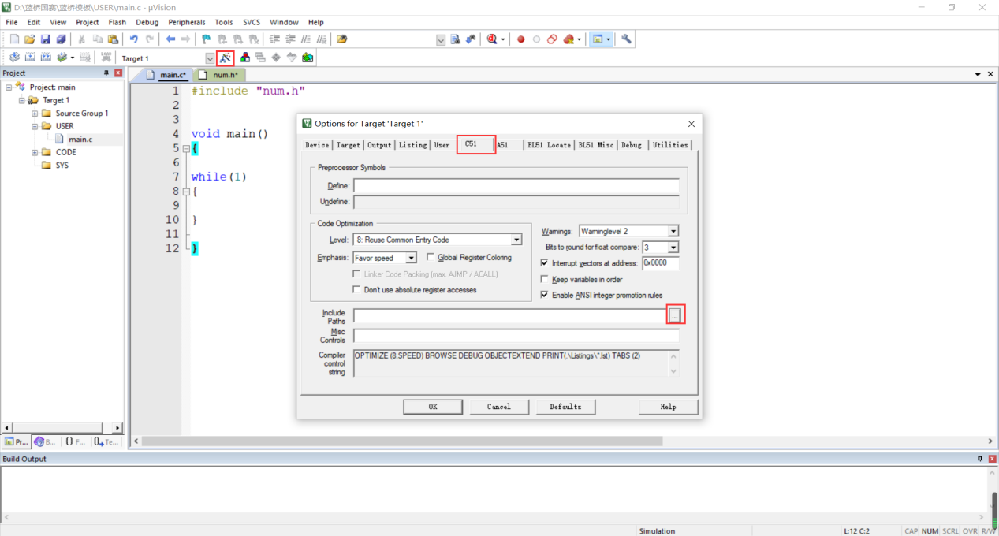 D:\蓝桥国赛\蓝桥模板\USER\main.c - µVision
File Edit View Project Flash Debug Peripherals Tools SVCS Window Help
LOAD Target 1
Project
main.c* num.h*
Project: main
Target 1
Source Group 1
USER
main.c
CODE
SYS
1 #include "num.h"
2
3
4 void main()
5 {
6
7 while(1)
8 {
9
10 }
11
12 }
Options for Target 'Target 1'
Device Target Output Listing User C51 A51 BL51 Locate BL51 Misc Debug Utilities
Preprocessor Symbols
Define:
Undefine:
Code Optimization
Level: 8: Reuse Common Entry Code
Emphasis: Favor speed Global Register Coloring
Linker Code Packing (max. AJMP / ACALL)
Don't use absolute register accesses
Warnings: Warninglevel 2
Bits to round for float compare: 3
Interrupt vectors at address: 0x0000
Keep variables in order
Enable ANSI integer promotion rules
Include Paths ...
Misc Controls
Compiler control string OPTIMIZE (8,SPEED) BROWSE DEBUG OBJECTEXTEND PRINT(.\Listings\*.lst) TABS (2)
OK Cancel Defaults Help
Pr... B... {} F... Te...
Build Output
Simulation L:12 C:2 CAP NUM SCRL OVR R/W